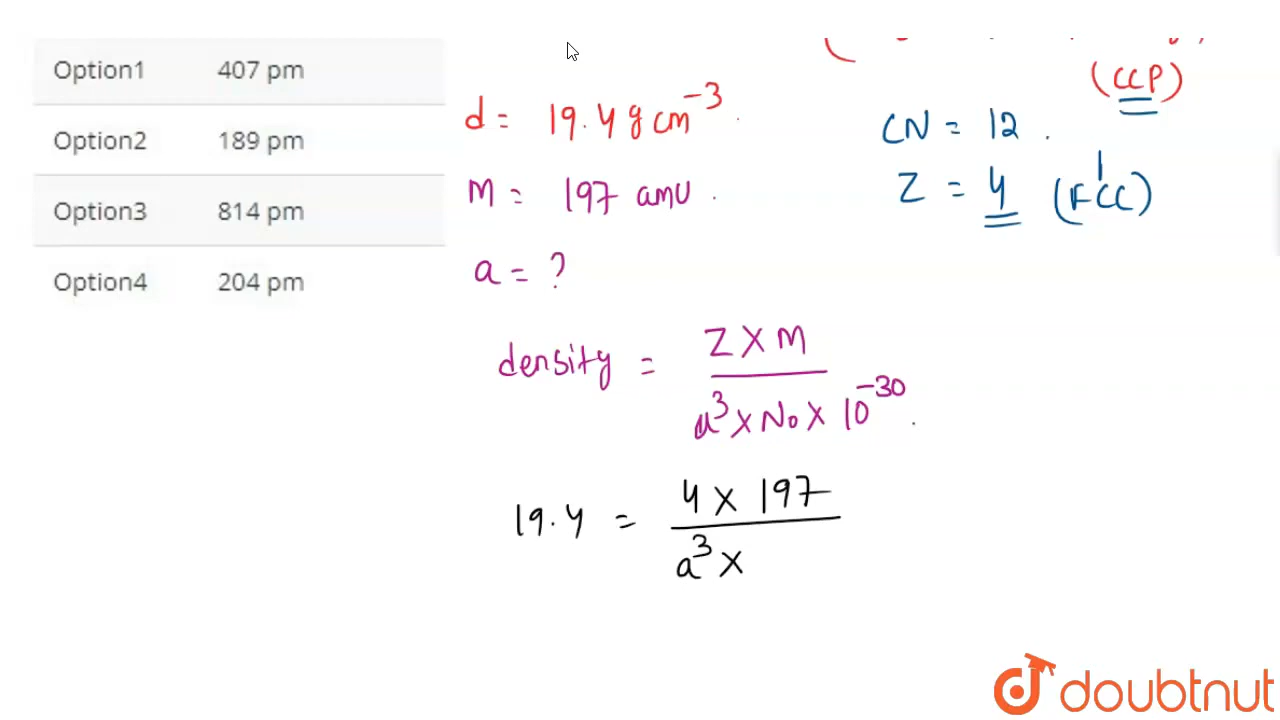 Option1 407 pm
Option2 189 pm
Option3 814 pm
Option4 204 pm
(CCP)
d = 19.4 g cm⁻³
CN = 12
M = 197 amu
Z = 4 (FCC)
a = ?
density = Z X M
a³ X No X 10⁻³⁰
19.4 = 4 X 197
a³ X
doubtnut